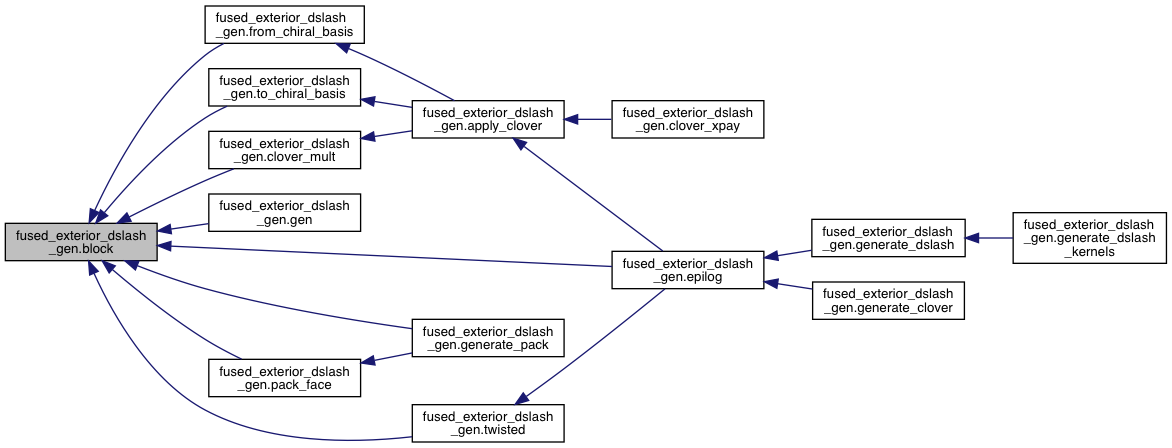 fused_exterior_dslash
_gen.from_chiral_basis
fused_exterior_dslash
_gen.to_chiral_basis
fused_exterior_dslash
_gen.apply_clover
fused_exterior_dslash
_gen.clover_xpay
fused_exterior_dslash
_gen.clover_mult
fused_exterior_dslash
_gen.gen
fused_exterior_dslash
_gen.block
fused_exterior_dslash
_gen.epilog
fused_exterior_dslash
_gen.generate_dslash
fused_exterior_dslash
_gen.generate_dslash
_kernels
fused_exterior_dslash
_gen.generate_clover
fused_exterior_dslash
_gen.generate_pack
fused_exterior_dslash
_gen.pack_face
fused_exterior_dslash
_gen.twisted